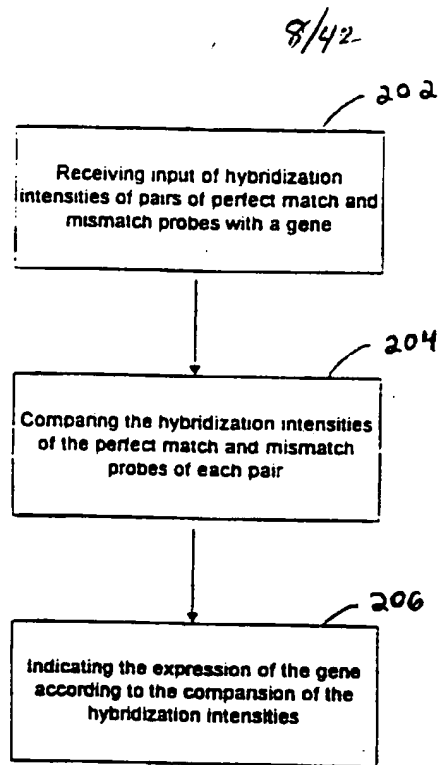 8/42
202
Receiving input of hybridization
intensities of pairs of perfect match and
mismatch probes with a gene
204
Comparing the hybridization intensities
of the perfect match and mismatch
probes of each pair
206
Indicating the expression of the gene
according to the comparsion of the
hybridization intensities